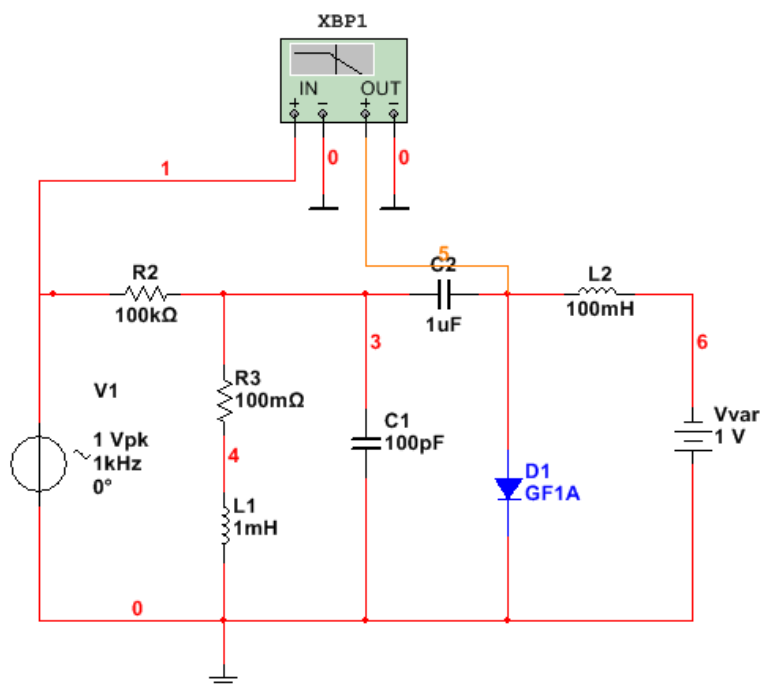 XBP1
IN OUT
+ − + −
1
0
0
5
C2
1uF
R2
100kΩ
L2
100mH
3
6
R3
100mΩ
V1
1 Vpk
1kHz
0°
4
C1
100pF
Vvar
1 V
D1
GF1A
L1
1mH
0